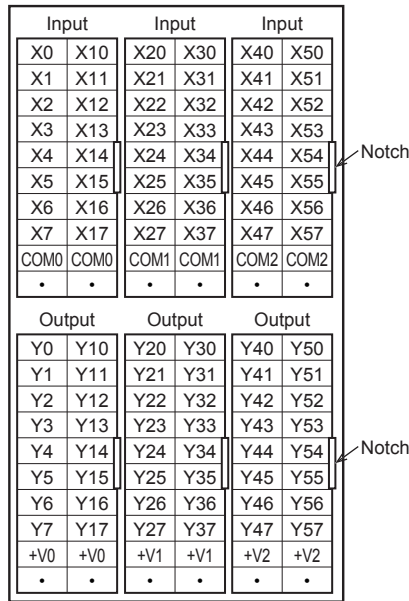 Input Input Input
X0 X10 X20 X30 X40 X50
X1 X11 X21 X31 X41 X51
X2 X12 X22 X32 X42 X52
X3 X13 X23 X33 X43 X53
X4 X14 X24 X34 X44 X54 Notch
X5 X15 X25 X35 X45 X55
X6 X16 X26 X36 X46 X56
X7 X17 X27 X37 X47 X57
COM0 COM0 COM1 COM1 COM2 COM2
• • • • • •
Output Output Output
Y0 Y10 Y20 Y30 Y40 Y50
Y1 Y11 Y21 Y31 Y41 Y51
Y2 Y12 Y22 Y32 Y42 Y52
Y3 Y13 Y23 Y33 Y43 Y53
Y4 Y14 Y24 Y34 Y44 Y54 Notch
Y5 Y15 Y25 Y35 Y45 Y55
Y6 Y16 Y26 Y36 Y46 Y56
Y7 Y17 Y27 Y37 Y47 Y57
+V0 +V0 +V1 +V1 +V2 +V2
• • • • • •